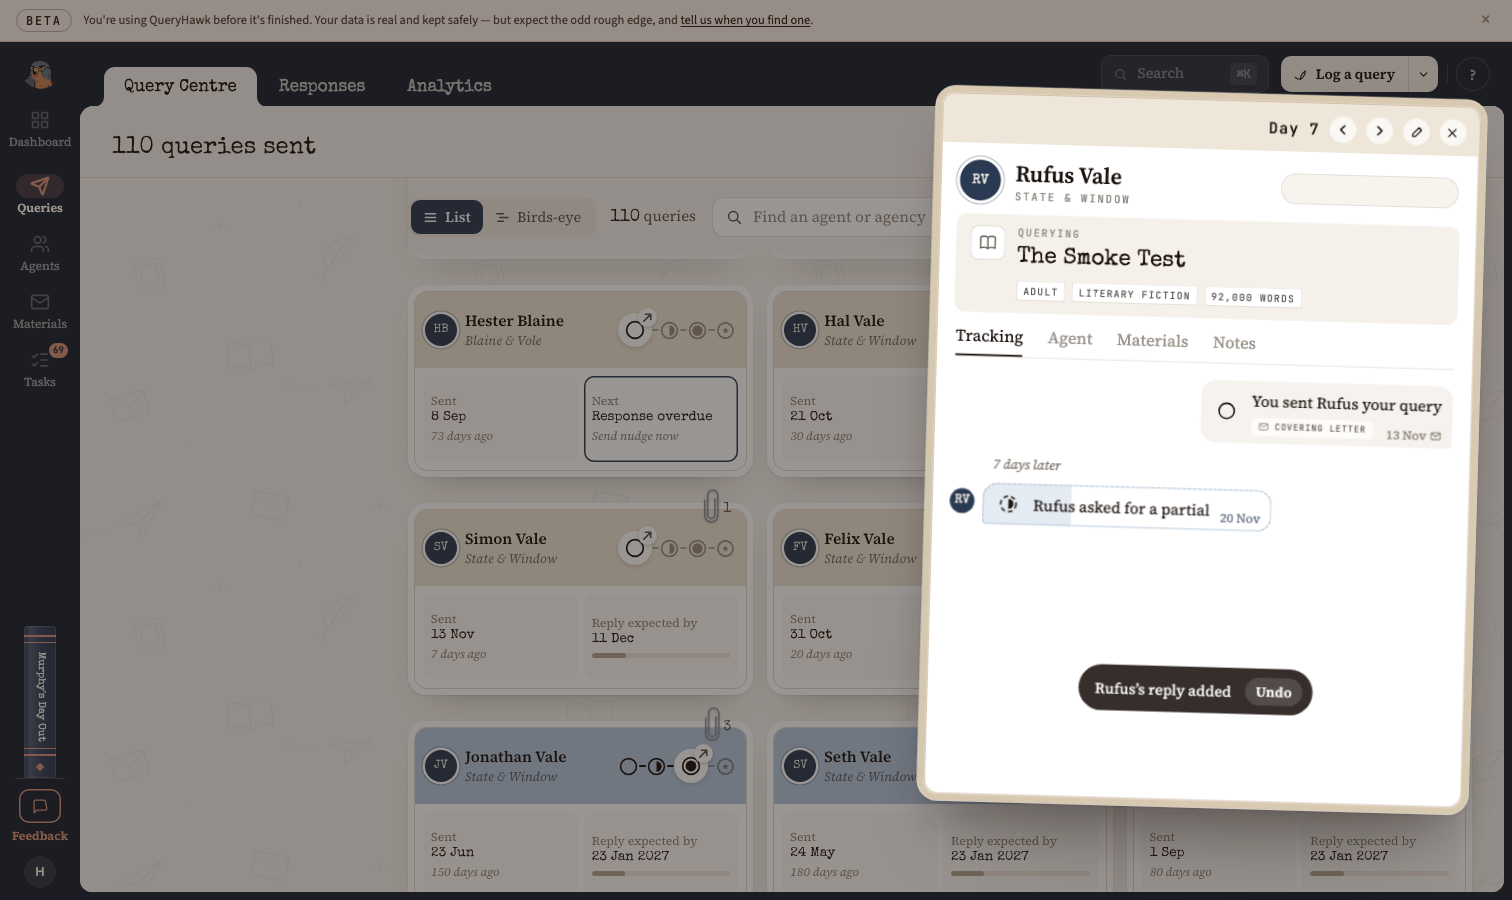 BETA
You're using QueryHawk before it's finished. Your data is real and kept safely — but expect the odd rough edge, and tell us when you find one.
Query Centre
Responses
Analytics
Search
⌘K
Log a query
?
Dashboard
Queries
Agents
Materials
69
Tasks
Murphy's Day Out
Feedback
H
110 queries sent
List
Birds-eye
110 queries
Find an agent or agency
HB
Hester Blaine
Blaine & Vole
Sent
8 Sep
73 days ago
Next
Response overdue
Send nudge now
HV
Hal Vale
State & Window
Sent
21 Oct
30 days ago
1
SV
Simon Vale
State & Window
Sent
13 Nov
7 days ago
Reply expected by
11 Dec
FV
Felix Vale
State & Window
Sent
31 Oct
20 days ago
3
JV
Jonathan Vale
State & Window
Sent
23 Jun
150 days ago
Reply expected by
23 Jan 2027
SV
Seth Vale
State & Window
Sent
24 May
180 days ago
Reply expected by
23 Jan 2027
Sent
1 Sep
80 days ago
Reply expected by
23 Jan 2027
Day 7
RV
Rufus Vale
STATE & WINDOW
QUERYING
The Smoke Test
ADULT
LITERARY FICTION
92,000 WORDS
Tracking
Agent
Materials
Notes
You sent Rufus your query
COVERING LETTER
13 Nov
7 days later
RV
Rufus asked for a partial
20 Nov
Rufus's reply added
Undo